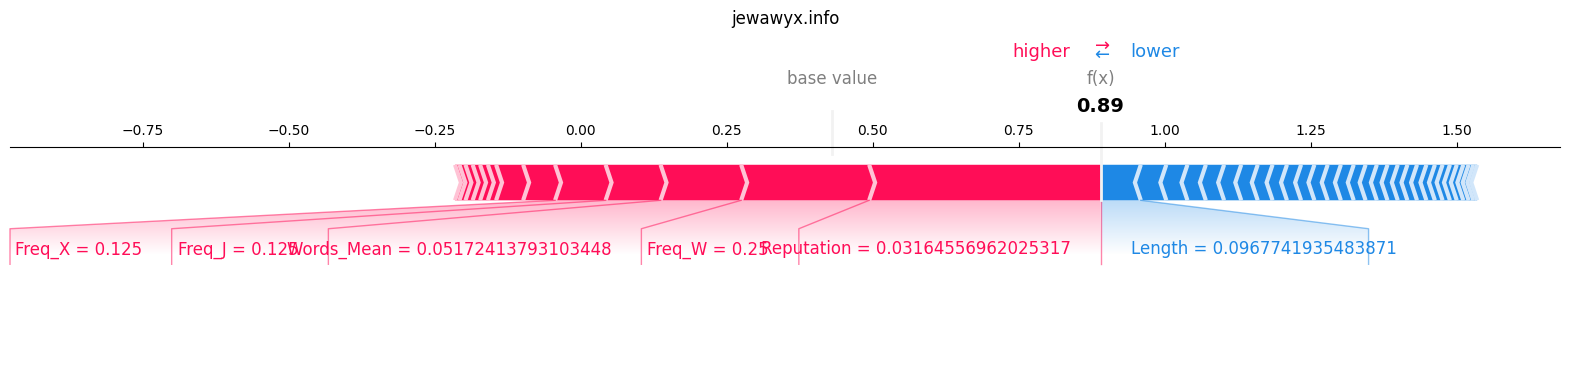 jewawyx.info
higher ⇄ lower
base value f(x)
0.89
−0.75 −0.50 −0.25 0.00 0.25 0.50 0.75 1.00 1.25 1.50
Freq_X = 0.125 Freq_J = 0.125 Words_Mean = 0.05172413793103448 Freq_W = 0.25 Reputation = 0.03164556962025317 Length = 0.0967741935483871